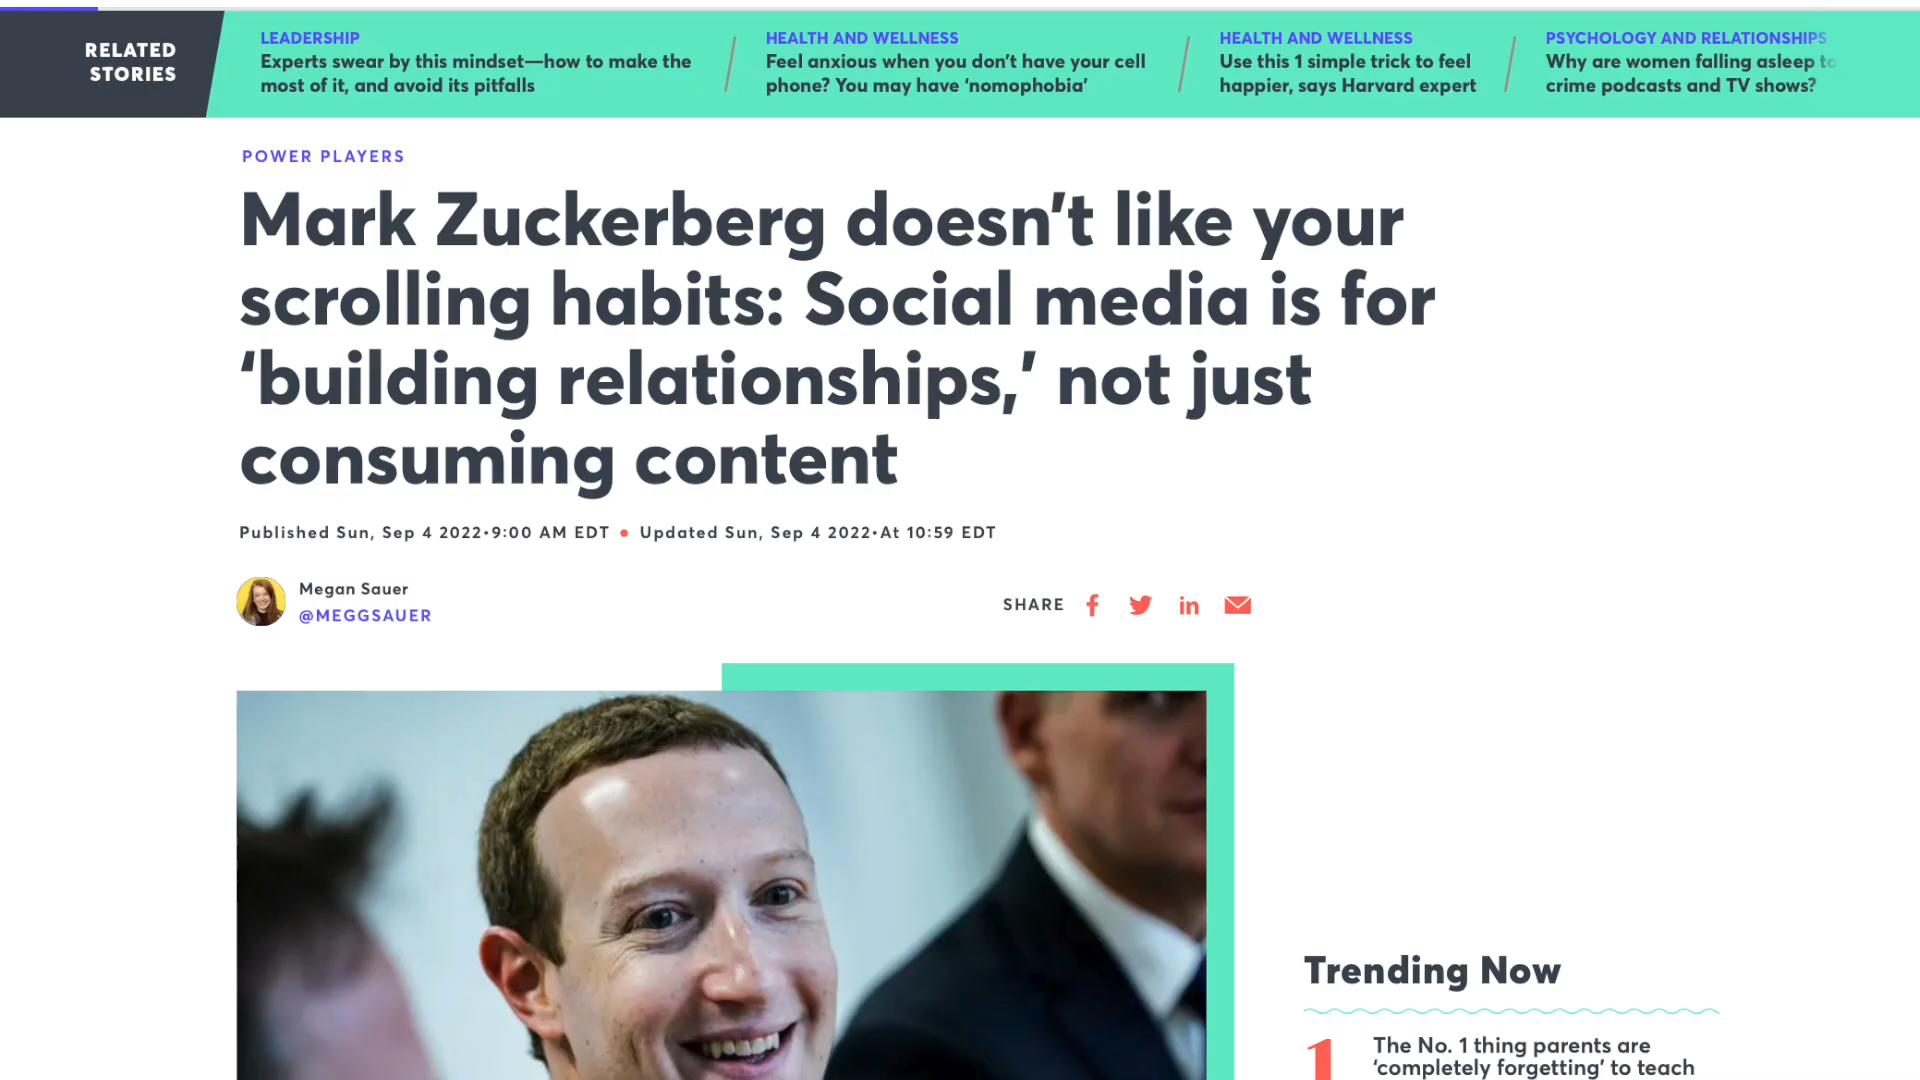 RELATED
STORIES
LEADERSHIP
Experts swear by this mindset—how to make the
most of it, and avoid its pitfalls
HEALTH AND WELLNESS
Feel anxious when you don’t have your cell
phone? You may have ‘nomophobia’
HEALTH AND WELLNESS
Use this 1 simple trick to feel
happier, says Harvard expert
PSYCHOLOGY AND RELATIONSHIPS
Why are women falling asleep to
crime podcasts and TV shows?
POWER PLAYERS
Mark Zuckerberg doesn’t like your
scrolling habits: Social media is for
‘building relationships,’ not just
consuming content
Published Sun, Sep 4 2022•9:00 AM EDT • Updated Sun, Sep 4 2022•At 10:59 EDT
Megan Sauer
@MEGGSAUER
SHARE
Trending Now
1
The No. 1 thing parents are
‘completely forgetting’ to teach